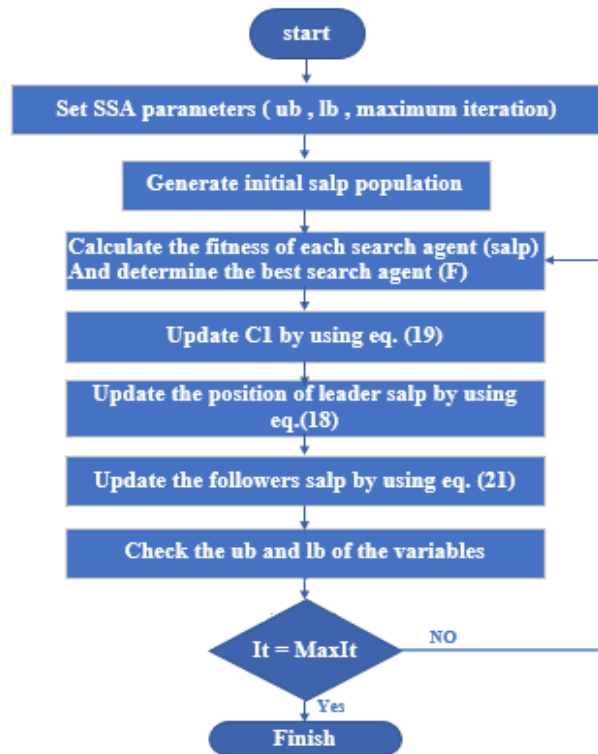 start
Set SSA parameters ( ub , lb , maximum iteration)
Generate initial salp population
Calculate the fitness of each search agent (salp)
And determine the best search agent (F)
Update C1 by using eq. (19)
Update the position of leader salp by using
eq.(18)
Update the followers salp by using eq. (21)
Check the ub and lb of the variables
It = MaxIt
NO
Yes
Finish